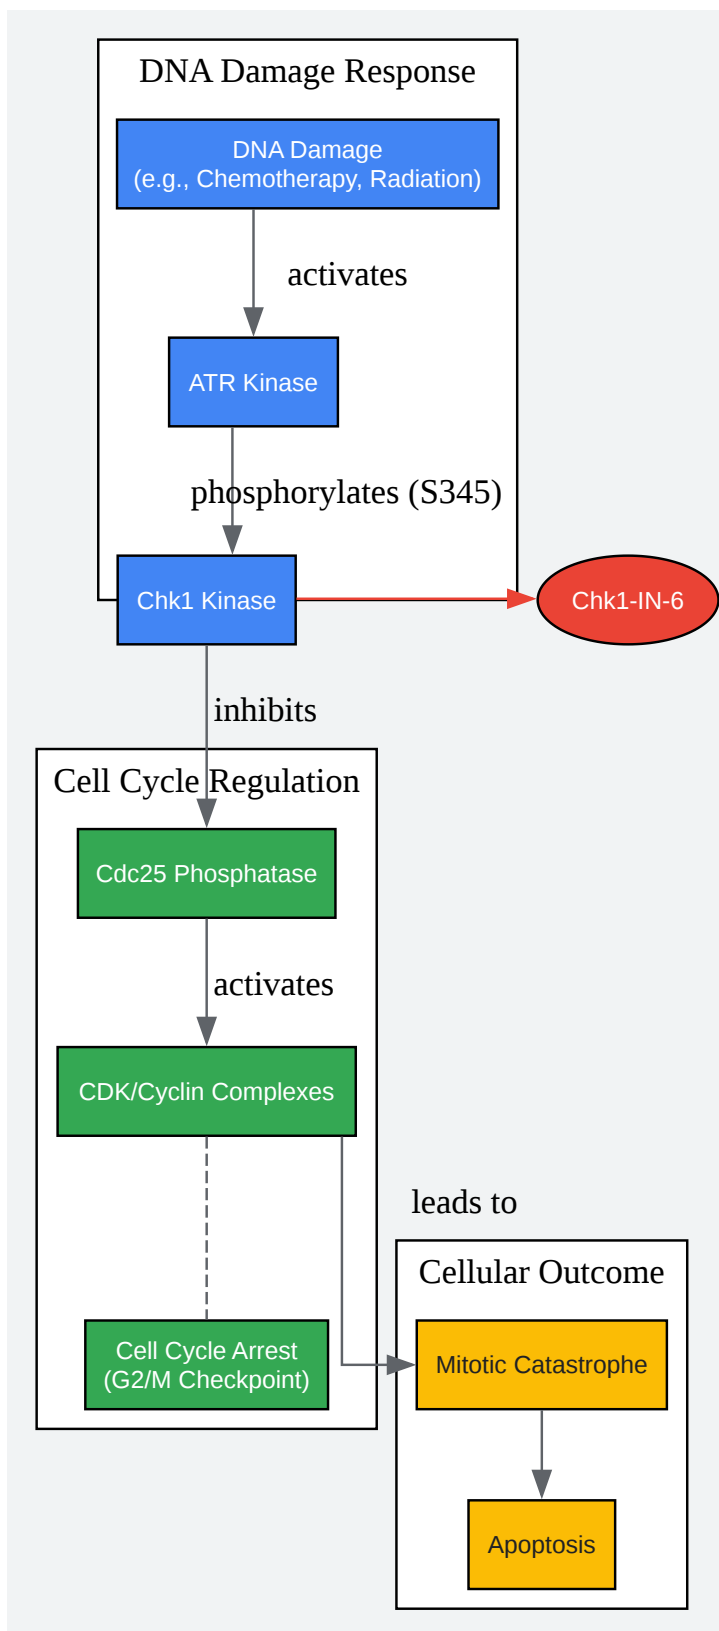 DNA Damage Response
DNA Damage
(e.g., Chemotherapy, Radiation)
activates
ATR Kinase
phosphorylates (S345)
Chk1 Kinase
Chk1-IN-6
inhibits
Cell Cycle Regulation
Cdc25 Phosphatase
activates
CDK/Cyclin Complexes
leads to
Cellular Outcome
Cell Cycle Arrest
(G2/M Checkpoint)
Mitotic Catastrophe
Apoptosis